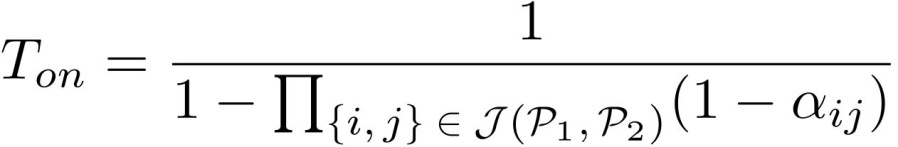 T_{on} = \frac{1}{1 - \prod_{\{i, j\} \in \mathcal{J}(\mathcal{P}_1, \mathcal{P}_2)} (1 - \alpha_{ij})}